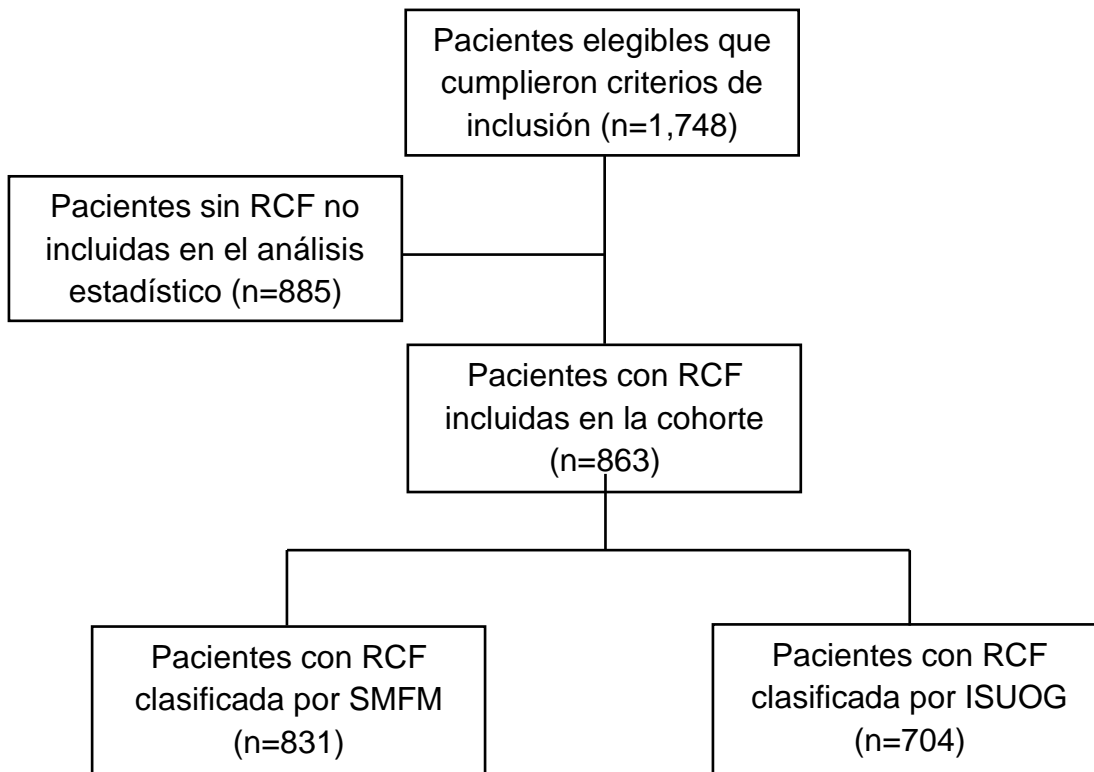 Pacientes elegibles que
cumplieron criterios de
inclusión (n=1,748)
Pacientes sin RCF no
incluidas en el análisis
estadístico (n=885)
Pacientes con RCF
incluidas en la cohorte
(n=863)
Pacientes con RCF
clasificada por SMFM
(n=831)
Pacientes con RCF
clasificada por ISUOG
(n=704)